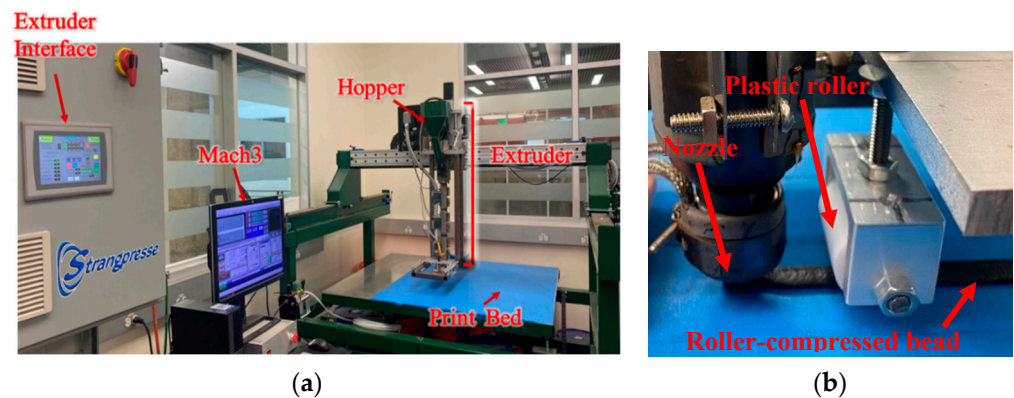 Extruder
Interface
Hopper
Mach3
Extruder
Strangpresse
Print Bed
Plastic roller
Nozzle
Roller-compressed bead
(a)
(b)